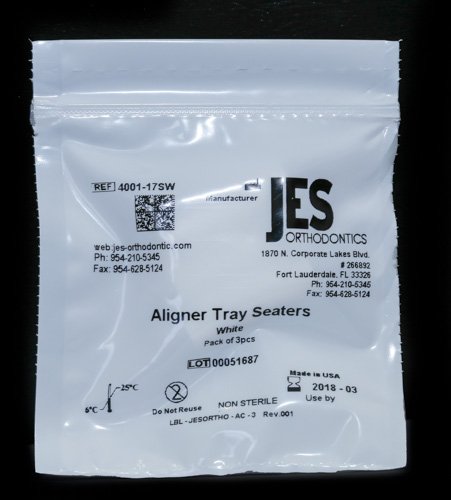 REF 4001-17SW
Manufacturer
JES
ORTHODONTICS
web:jes-orthodontic.com
Ph: 954-210-5345
Fax: 954-628-5124
1870 N. Corporate Lakes Blvd.
# 266892
Fort Lauderdale, FL 33326
Ph: 954-210-5345
Fax: 954-628-5124
Aligner Tray Seaters
White
Pack of 3pcs
LOT 00051687
25°C
5°C
2
Do Not Reuse
NON STERILE
Made in USA
2018 - 03
Use by
LBL - JESORTHO - AC - 3 Rev.001